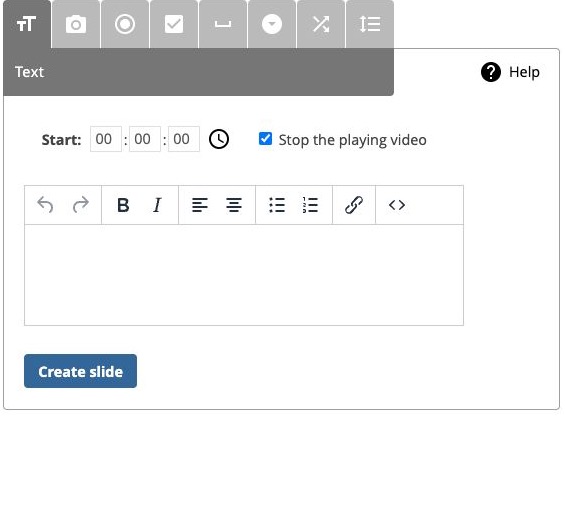 Text
Help
Start: 00 : 00 : 00 Stop the playing video
B I
Create slide